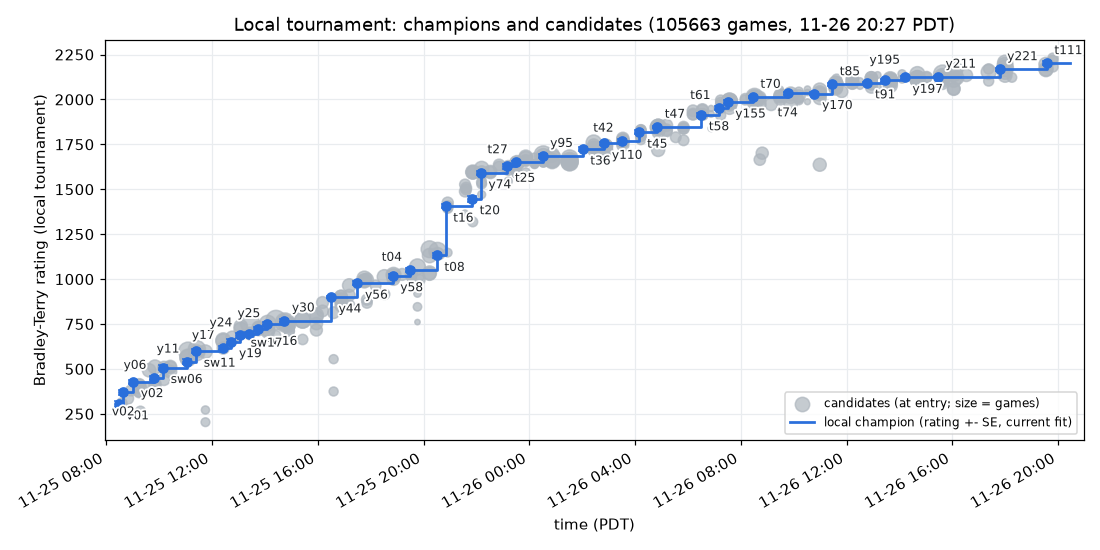 Local tournament: champions and candidates (105663 games, 11-26 20:27 PDT)
Bradley-Terry rating (local tournament)
2250
2000
1750
1500
1250
1000
750
500
250
v02
y06
y02
y11
sw06
y17
sw11
y24
y19
y25
sw17
y30
y44
y56
t04
y58
t08
t16
t20
y74
t27
t25
y95
t36
t42
y110
t45
t47
t61
t58
y155
t70
t74
y170
t85
t91
y195
y197
y211
y221
t111
candidates (at entry; size = games)
local champion (rating +- SE, current fit)
11-25 08:00
11-25 12:00
11-25 16:00
11-25 20:00
11-26 00:00
11-26 04:00
11-26 08:00
11-26 12:00
11-26 16:00
11-26 20:00
time (PDT)